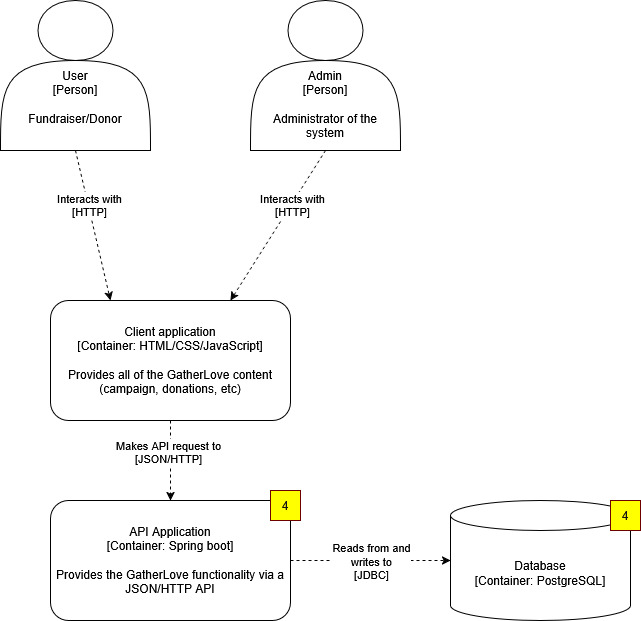 User
[Person]
Fundraiser/Donor
Admin
[Person]
Administrator of the
system
Interacts with
[HTTP]
Interacts with
[HTTP]
Client application
[Container: HTML/CSS/JavaScript]
Provides all of the GatherLove content
(campaign, donations, etc)
Makes API request to
[JSON/HTTP]
4
API Application
[Container: Spring boot]
Provides the GatherLove functionality via a
JSON/HTTP API
Reads from and
writes to
[JDBC]
4
Database
[Container: PostgreSQL]